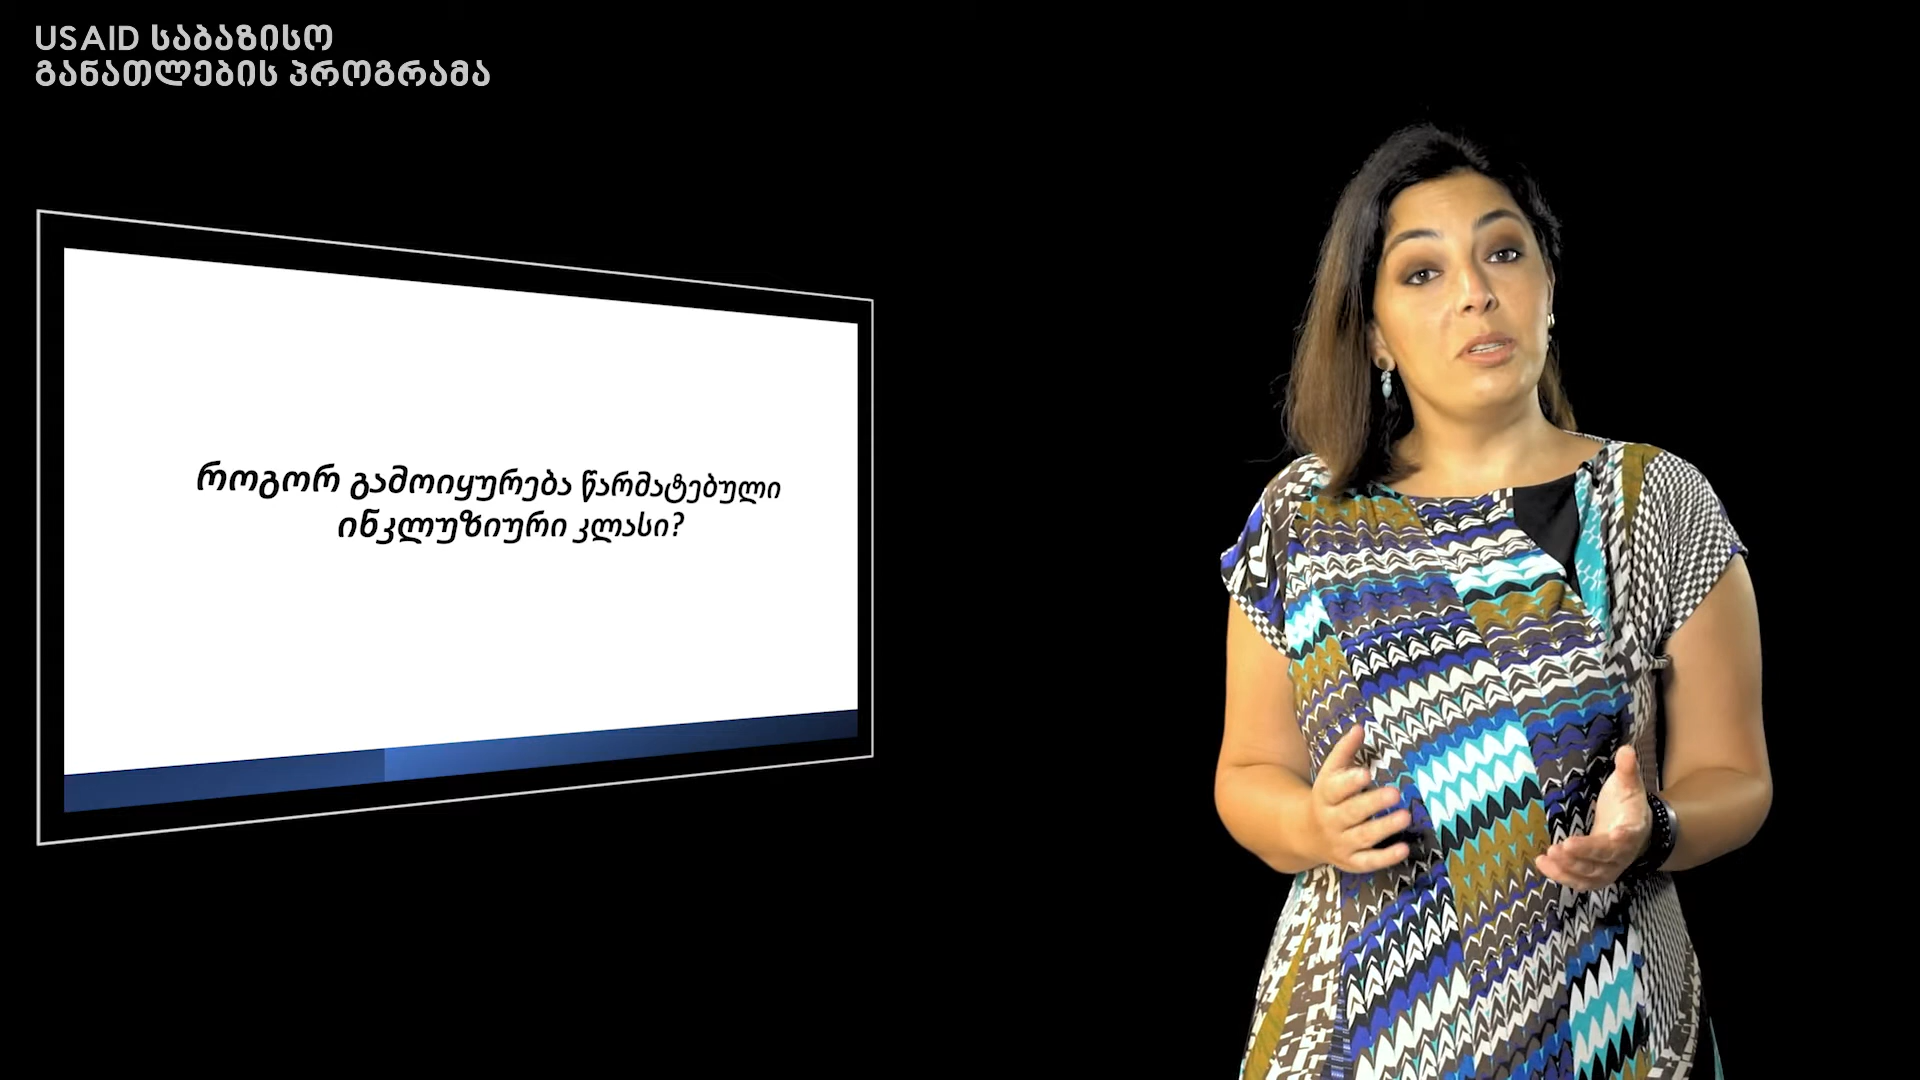 USAID საბაზისო
განათლების პროგრამა
როგორ გამოიყურება წარმატებული
ინკლუზიური კლასი?